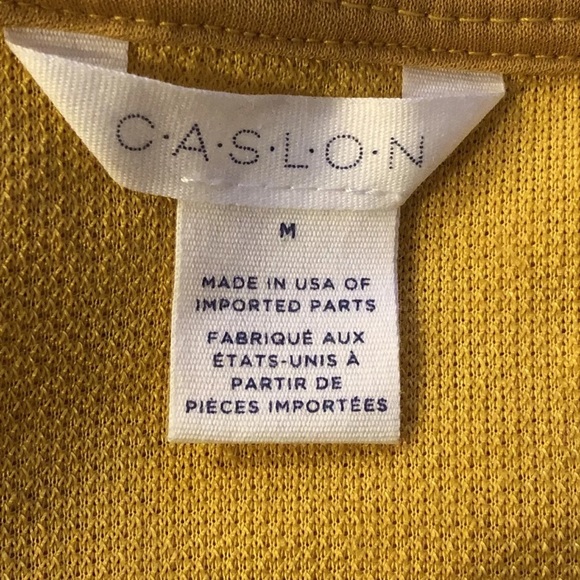 C·A·S·L·O·N
M
MADE IN USA OF
IMPORTED PARTS
FABRIQUÉ AUX
ÉTATS-UNIS À
PARTIR DE
PIÈCES IMPORTÉES